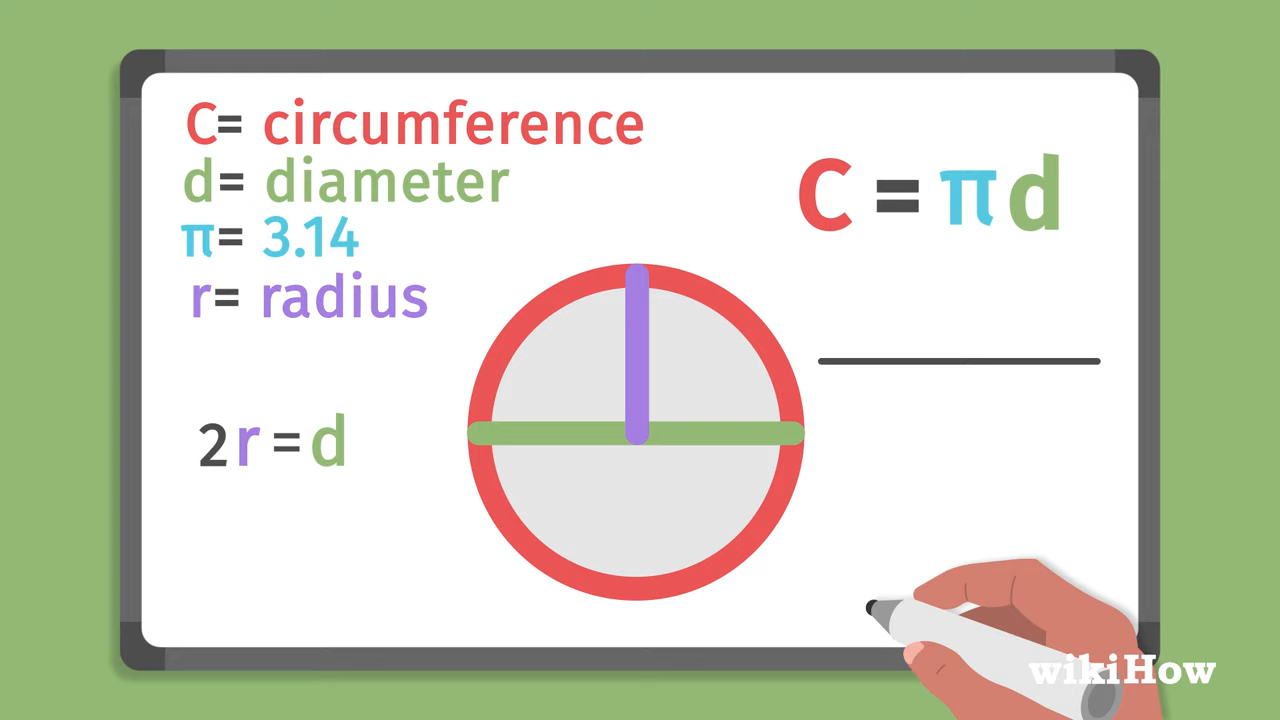 C= circumference
d= diameter
π= 3.14
r= radius
C = πd
2r = d
wikiHow